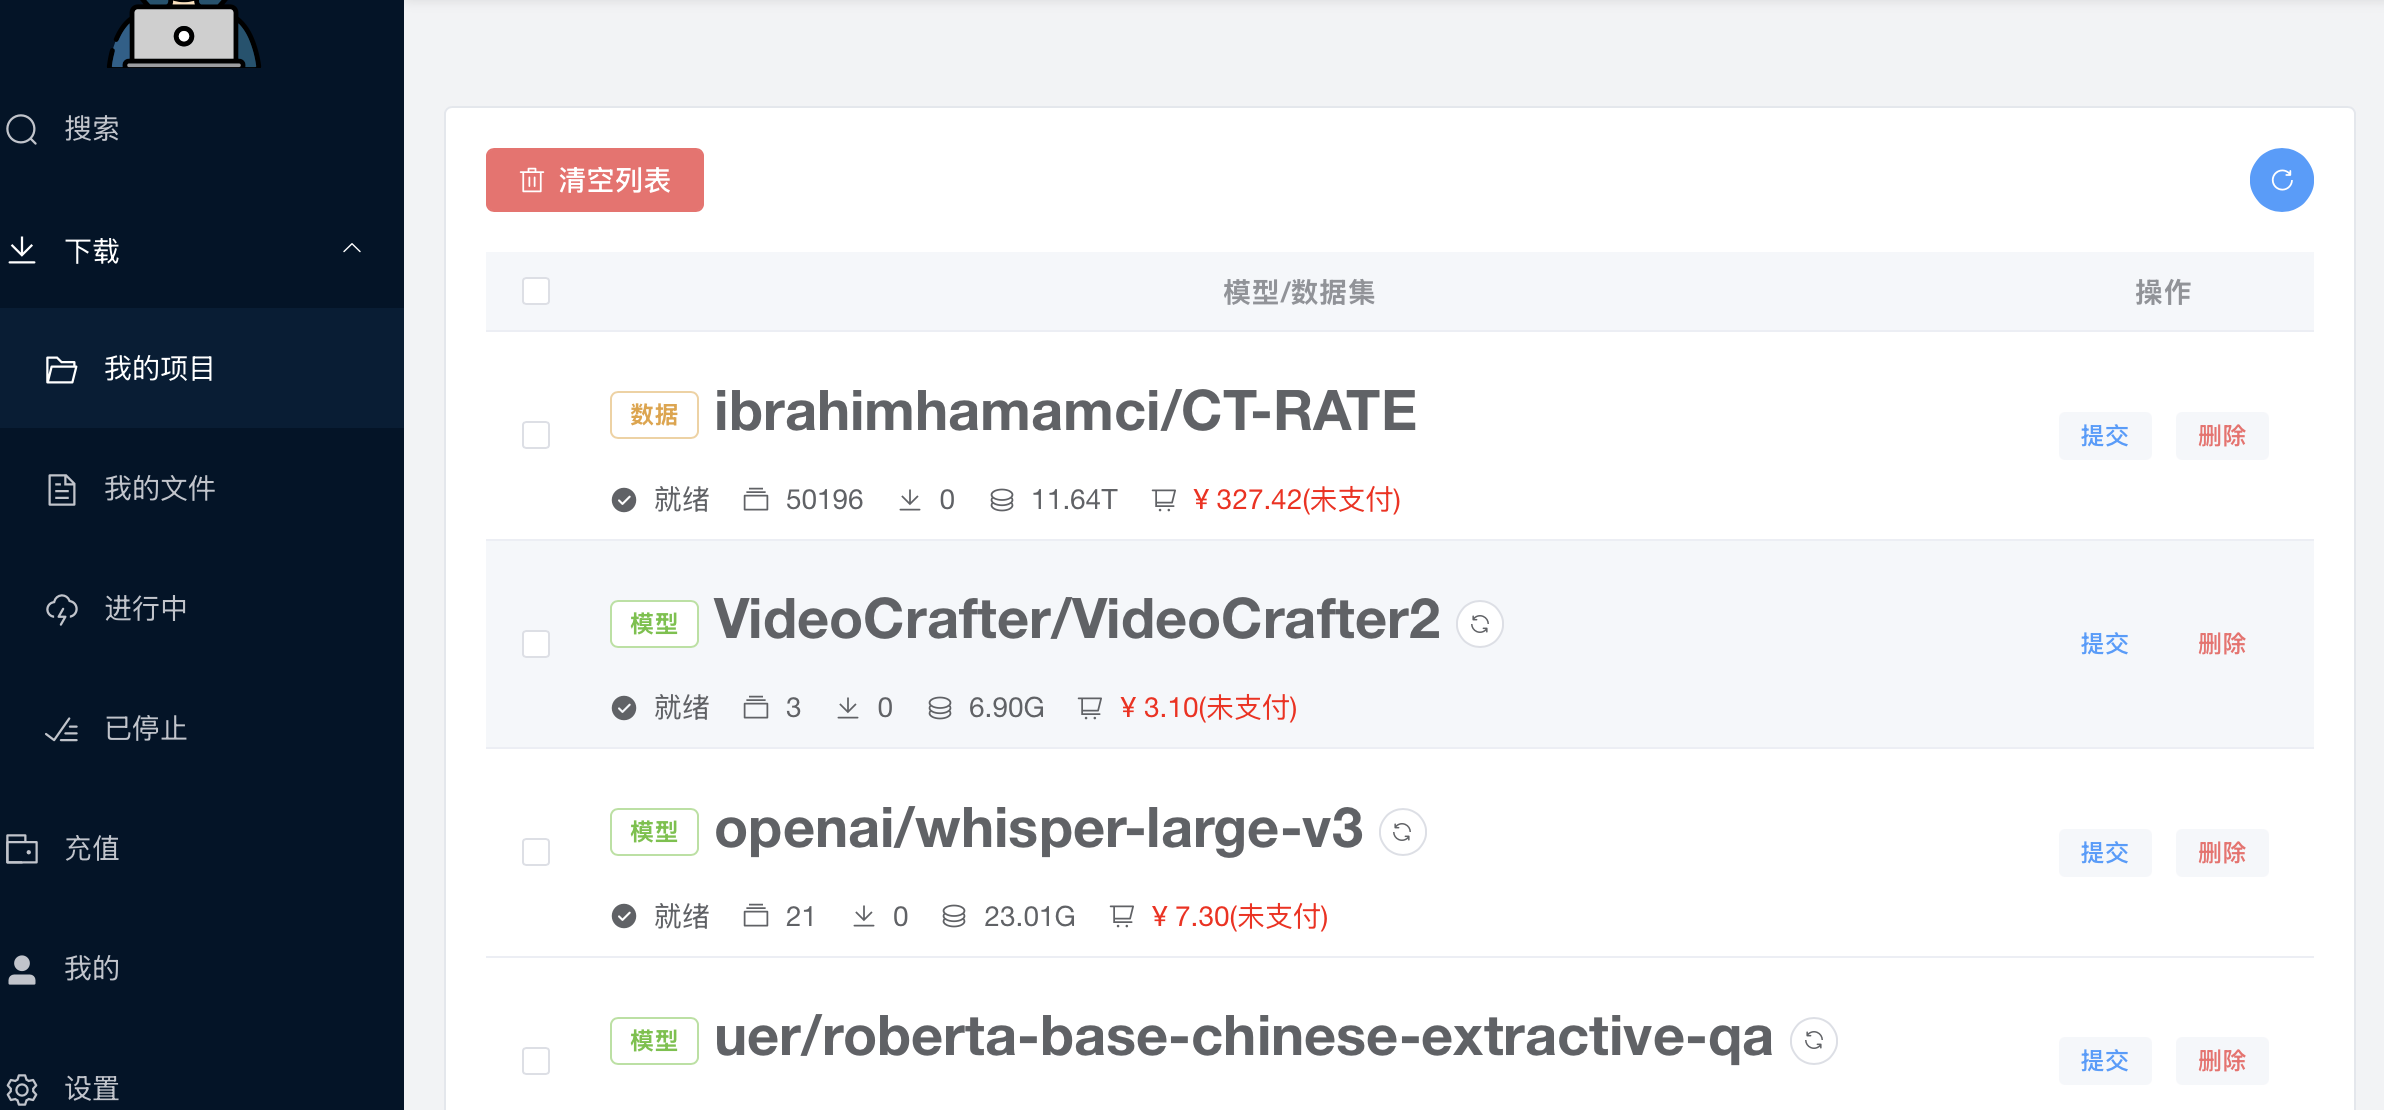 搜索
下载
我的项目
我的文件
进行中
已停止
充值
我的
设置
清空列表
模型/数据集 操作
数据 ibrahimhamamci/CT-RATE
就绪 50196 0 11.64T ¥ 327.42(未支付)
提交 删除
模型 VideoCrafter/VideoCrafter2
就绪 3 0 6.90G ¥ 3.10(未支付)
提交 删除
模型 openai/whisper-large-v3
就绪 21 0 23.01G ¥ 7.30(未支付)
提交 删除
模型 uer/roberta-base-chinese-extractive-qa
提交 删除